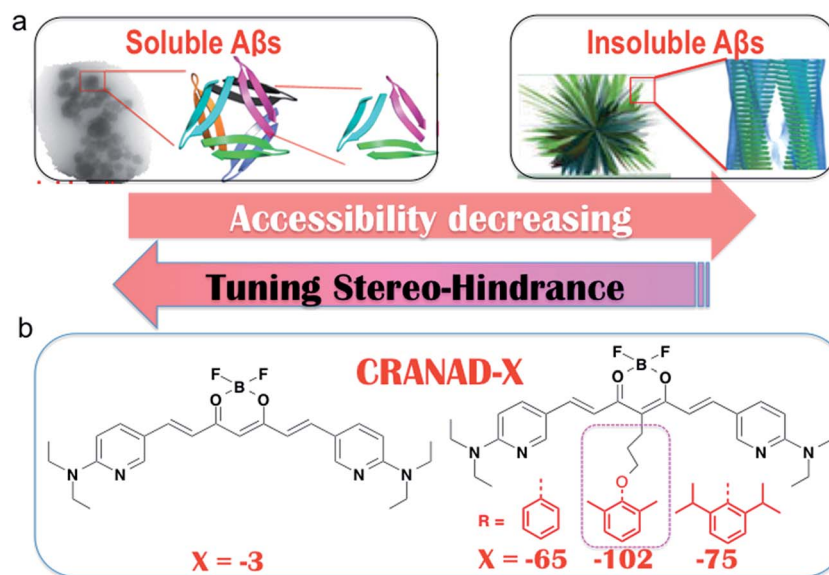 a
Soluble Aβs
Insoluble Aβs
Accessibility decreasing
Tuning Stereo-Hindrance
b
CRANAD-X
F F
B
O O
N N
N N
X = -3
F F
B
O O
N N
N N
O
R =
X = -65 -102 -75